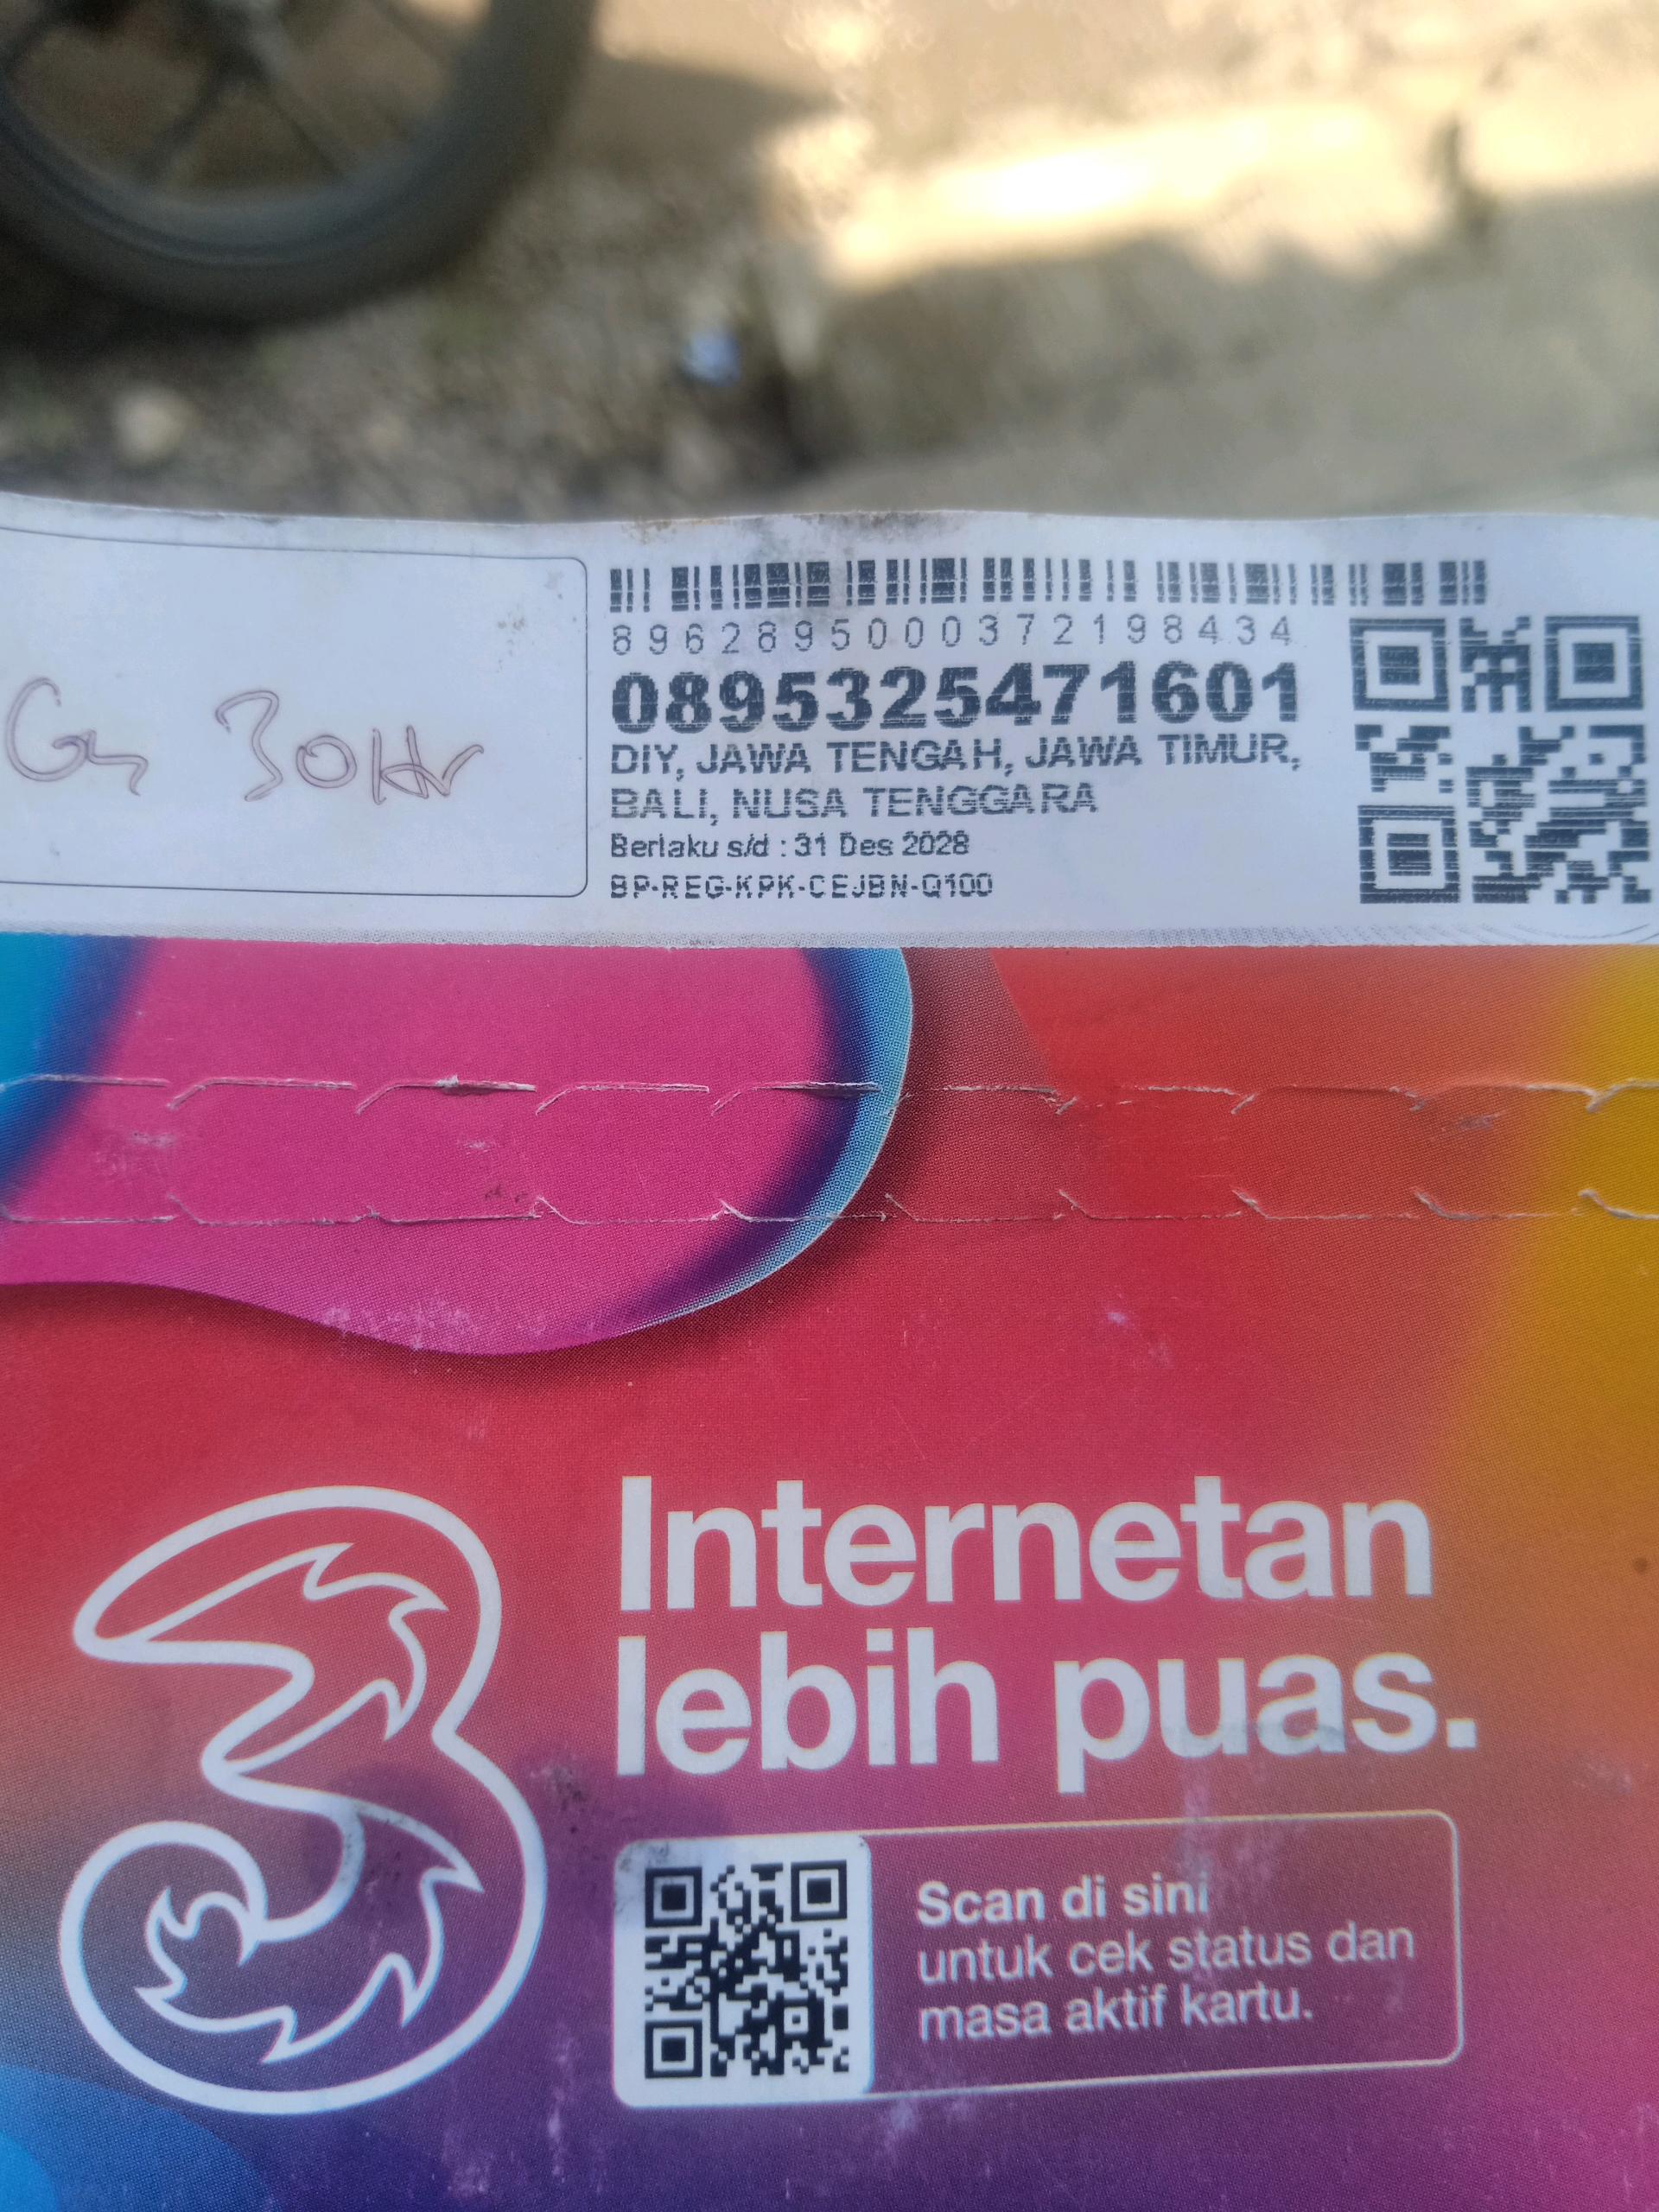 30Hr
8962895000372198434
0895325471601
DIY, JAWA TENGAH, JAWA TIMUR,
BALI, NUSA TENGGARA
Berlaku s/d : 31 Des 2028
BP-REG-KPK-CEJBN-Q100
3
Internetan
lebih puas.
Scan di sini
untuk cek status dan
masa aktif kartu.